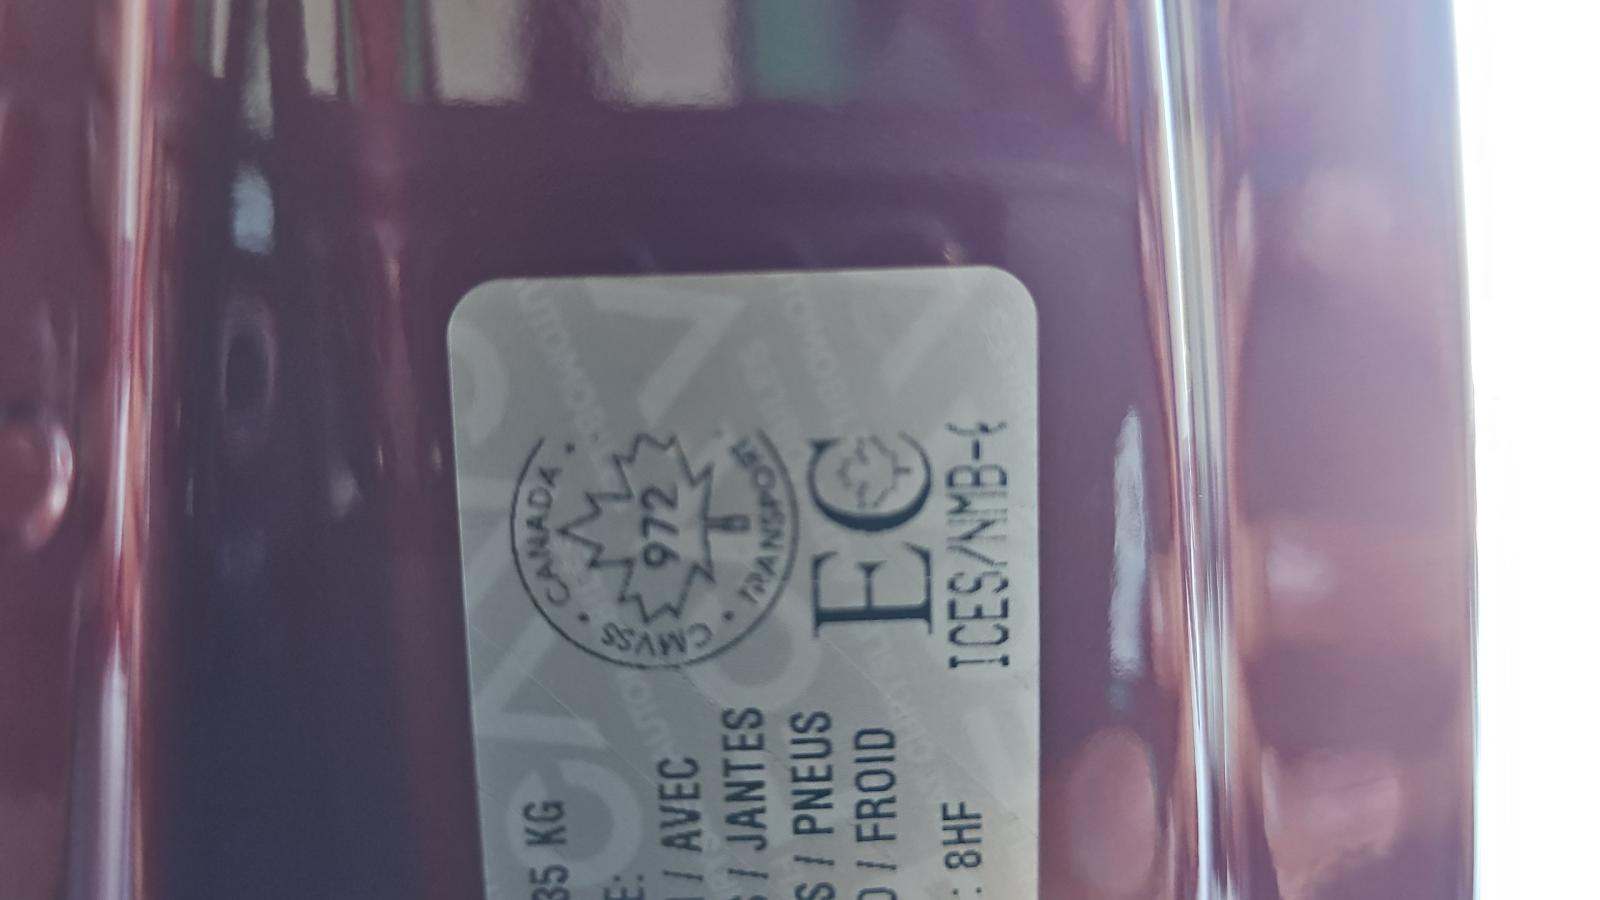 CANADA
972
TRANSPORT
CMVSS
EC
ICES/NMB-
35 KG
E:
/ AVEC
/ JANTES
S / PNEUS
/ FROID
: 8HF